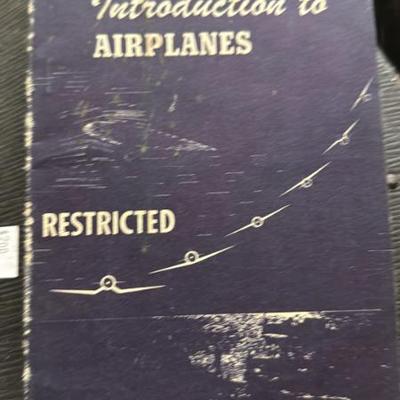 Introduction to
AIRPLANES
RESTRICTED